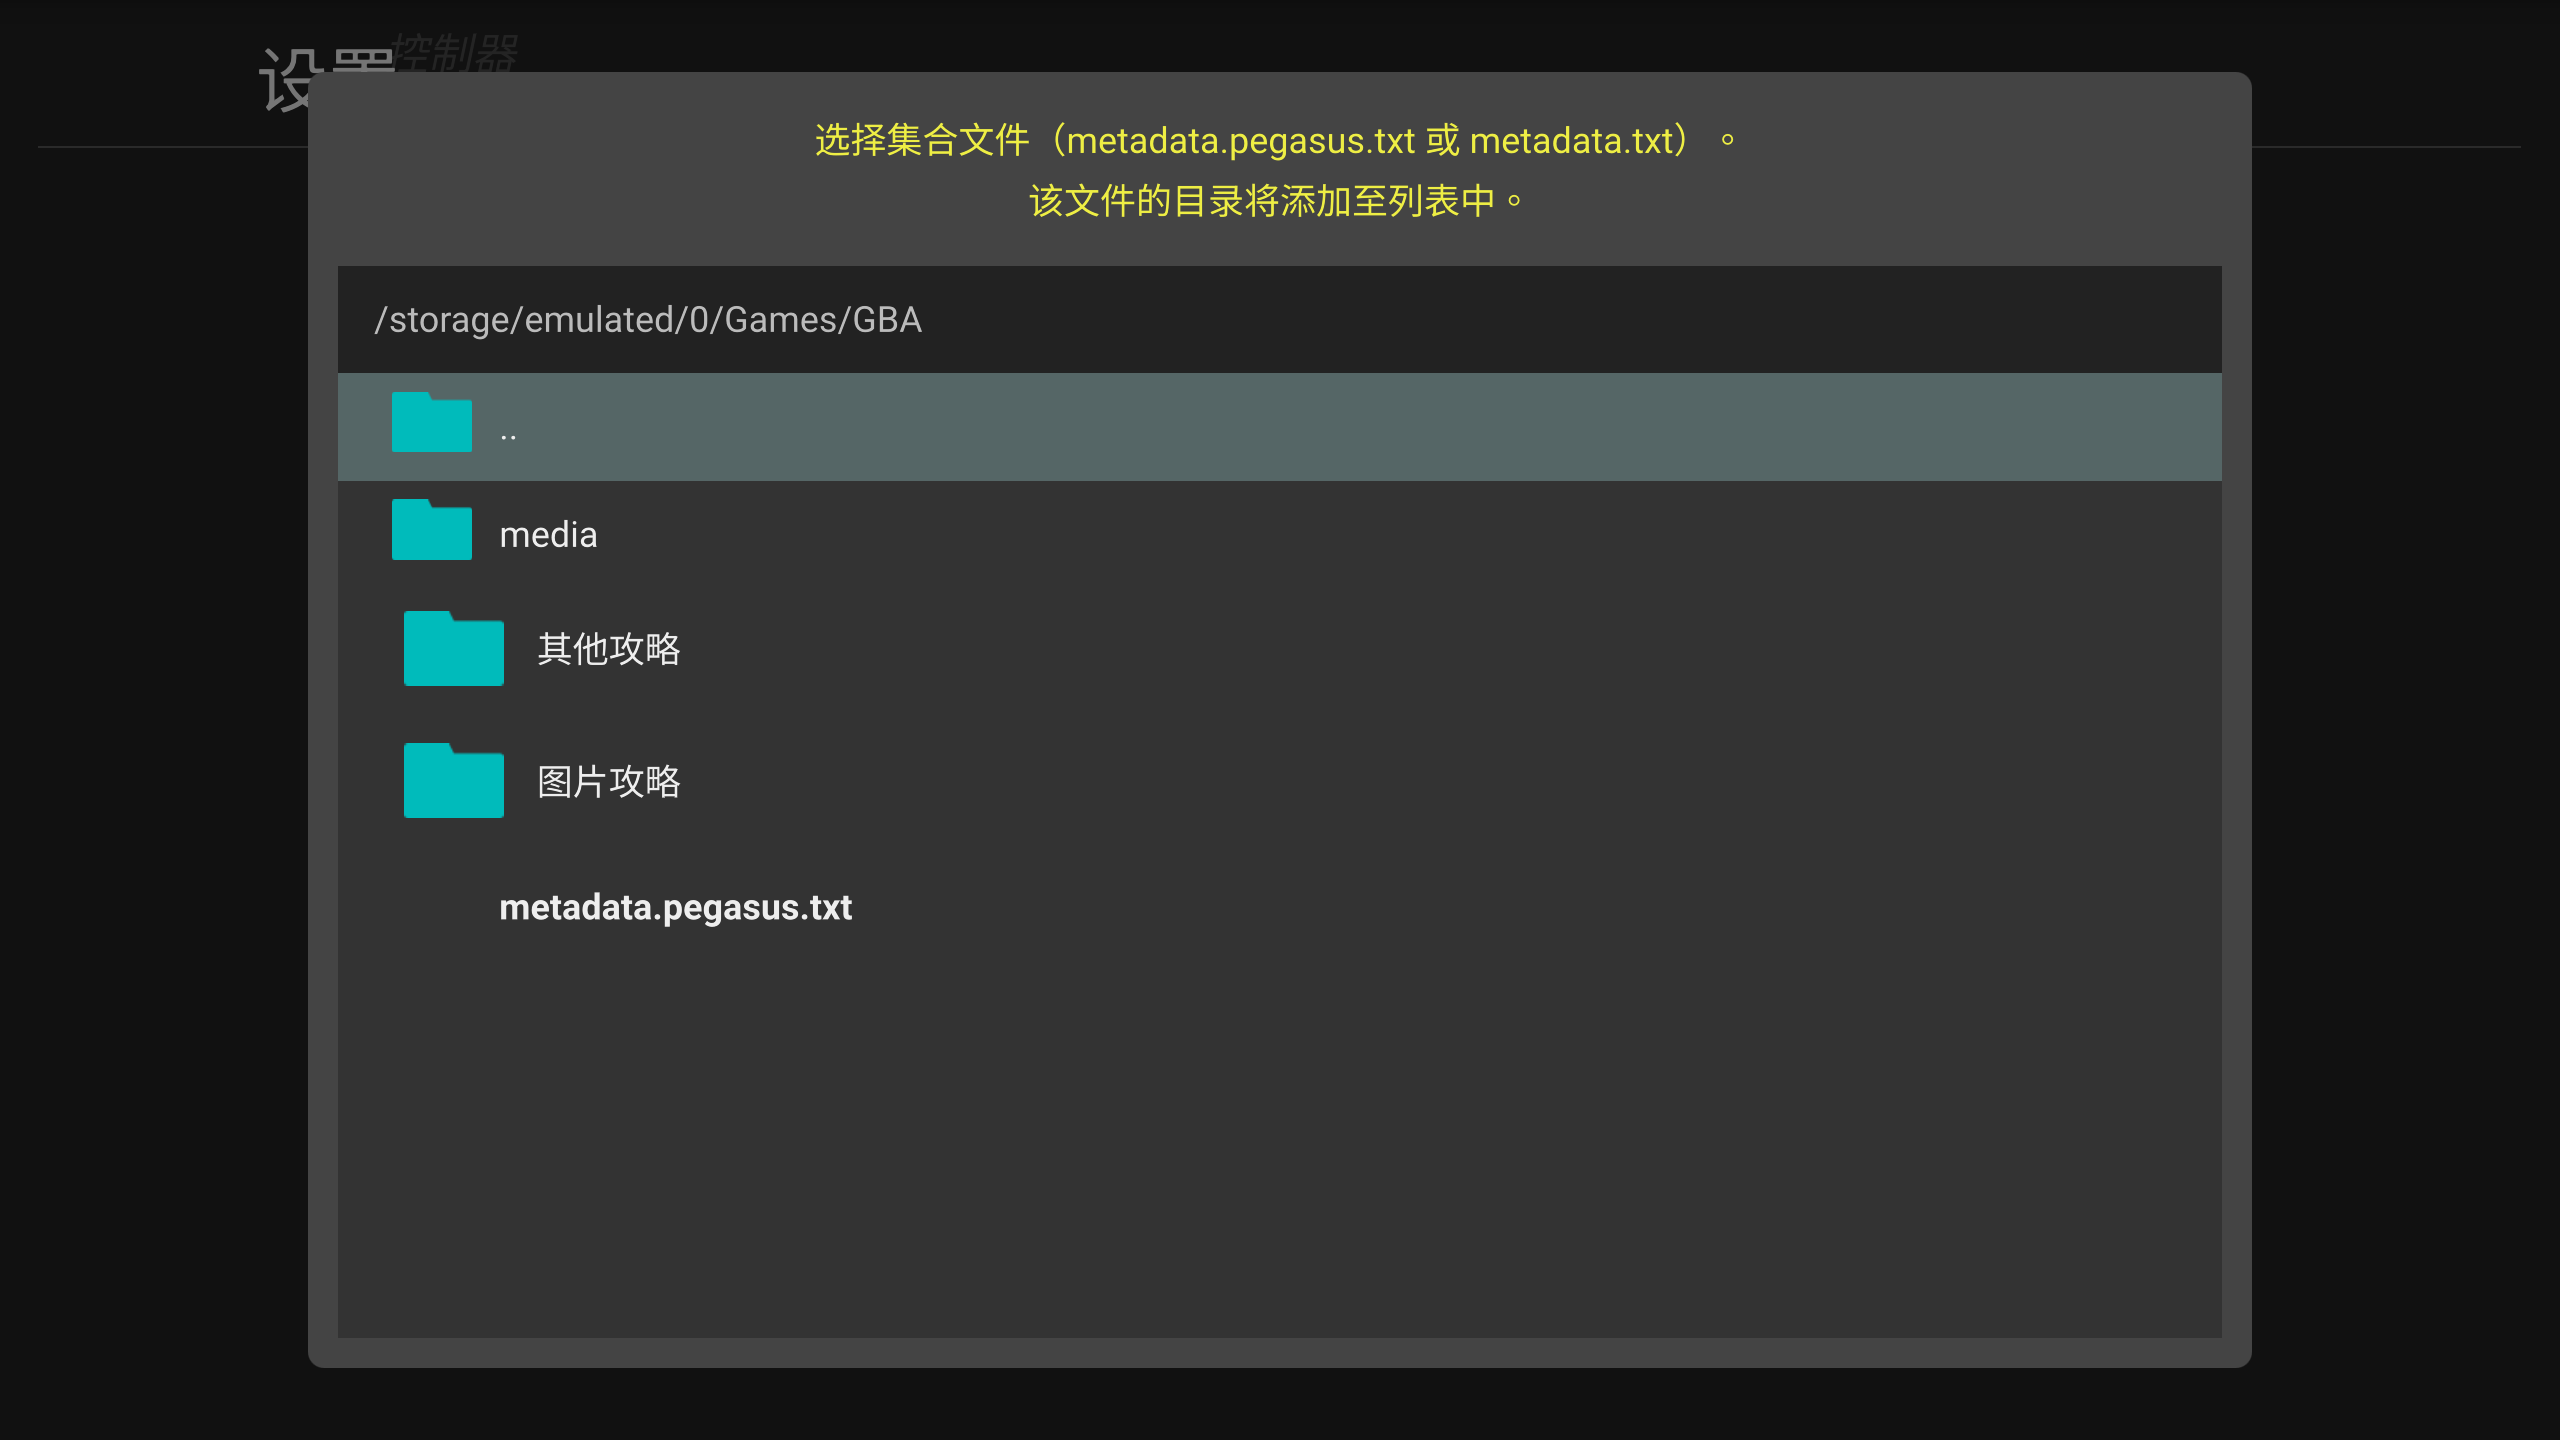 设置
控制器
选择集合文件（metadata.pegasus.txt 或 metadata.txt）。
该文件的目录将添加至列表中。
/storage/emulated/0/Games/GBA
..
media
其他攻略
图片攻略
metadata.pegasus.txt